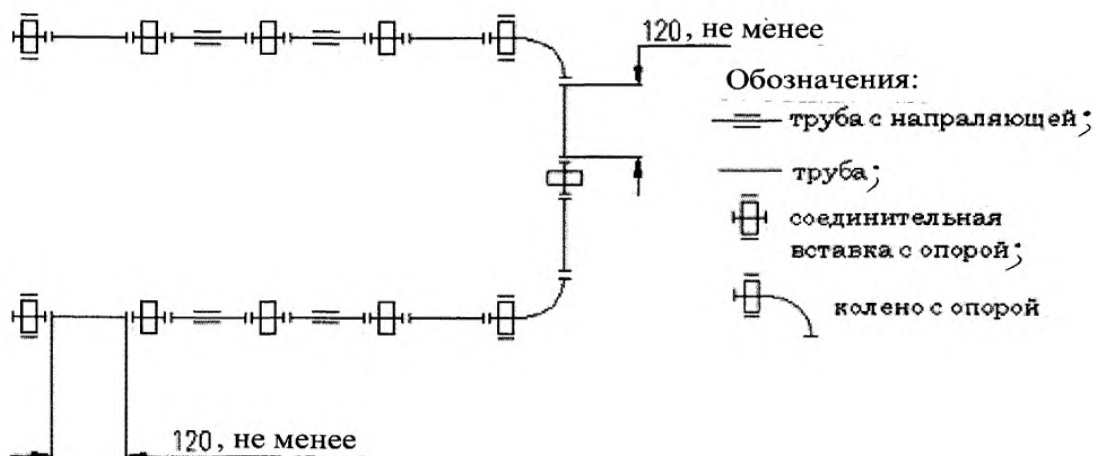 120, не менее
Обозначения:
труба с напраляющей;
труба;
соединительная
вставка с опорой;
колено с опорой
120, не менее